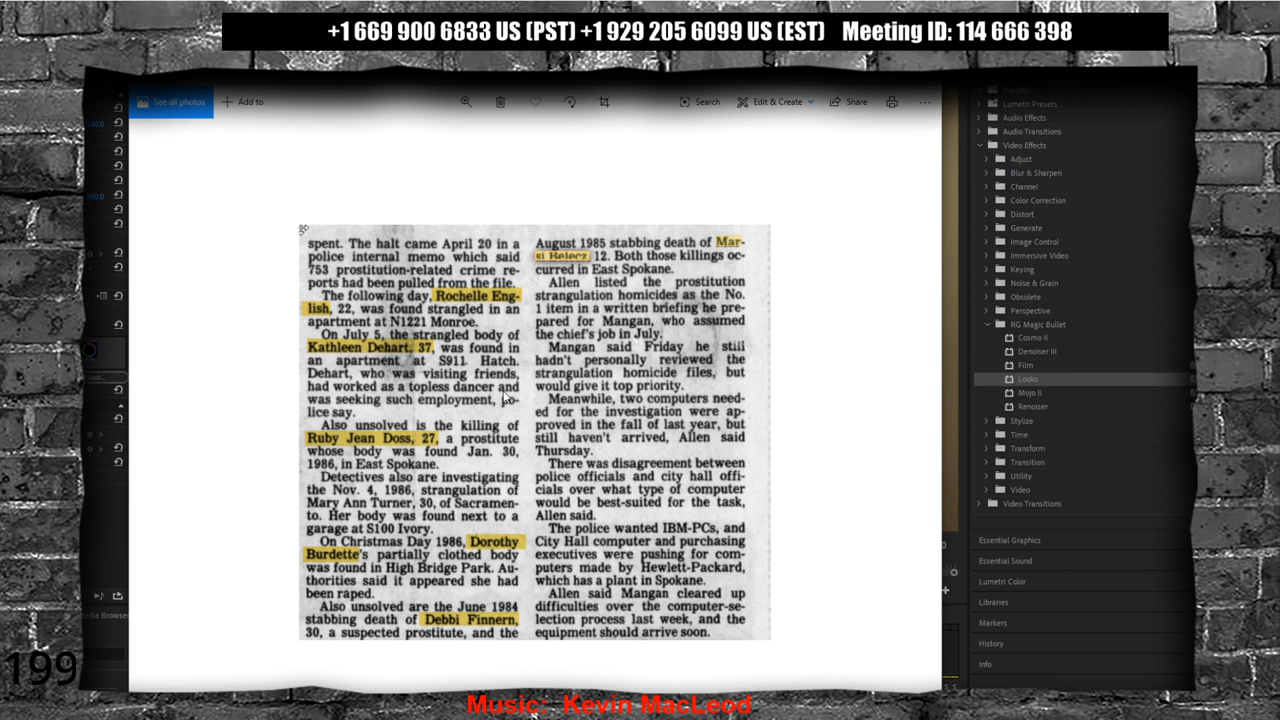 +1 669 900 6833 US (PST) +1 929 205 6099 US (EST) Meeting ID: 114 666 398
See all photos
Add to
Search
Edit & Create
Share
spent. The halt came April 20 in a
police internal memo which said
753 prostitution-related crime re-
ports had been pulled from the file.
The following day, Rochelle Eng-
lish, 22, was found strangled in an
apartment at N1221 Monroe.
On July 5, the strangled body of
Kathleen Dehart, 37, was found in
an apartment at S911 Hatch.
Dehart, who was visiting friends,
had worked as a topless dancer and
was seeking such employment, po-
lice say.
Also unsolved is the killing of
Ruby Jean Doss, 27, a prostitute
whose body was found Jan. 30,
1986, in East Spokane.
Detectives also are investigating
the Nov. 4, 1986, strangulation of
Mary Ann Turner, 30, of Sacramen-
to. Her body was found next to a
garage at S100 Ivory.
On Christmas Day 1986, Dorothy
Burdette's partially clothed body
was found in High Bridge Park. Au-
thorities said it appeared she had
been raped.
Also unsolved are the June 1984
stabbing death of Debbi Finnern,
30, a suspected prostitute, and the
August 1985 stabbing death of Mar-
si Belecz, 12. Both those killings oc-
curred in East Spokane.
Allen listed the prostitution
strangulation homicides as the No.
1 item in a written briefing he pre-
pared for Mangan, who assumed
the chief's job in July.
Mangan said Friday he still
hadn't personally reviewed the
strangulation homicide files, but
would give it top priority.
Meanwhile, two computers need-
ed for the investigation were ap-
proved in the fall of last year, but
still haven't arrived, Allen said
Thursday.
There was disagreement between
police officials and city hall offi-
cials over what type of computer
would be best-suited for the task,
Allen said.
The police wanted IBM-PCs, and
City Hall computer and purchasing
executives were pushing for com-
puters made by Hewlett-Packard,
which has a plant in Spokane.
Allen said Mangan cleared up
difficulties over the computer-se-
lection process last week, and the
equipment should arrive soon.
Presets
Lumetri Presets
Audio Effects
Audio Transitions
Video Effects
Adjust
Blur & Sharpen
Channel
Color Correction
Distort
Generate
Image Control
Immersive Video
Keying
Noise & Grain
Obsolete
Perspective
RG Magic Bullet
Cosmo II
Denoiser III
Film
Looks
Mojo II
Renoiser
Stylize
Time
Transform
Transition
Utility
Video
Video Transitions
Essential Graphics
Essential Sound
Lumetri Color
Libraries
Markers
History
Info
199
Music: Kevin MacLeod